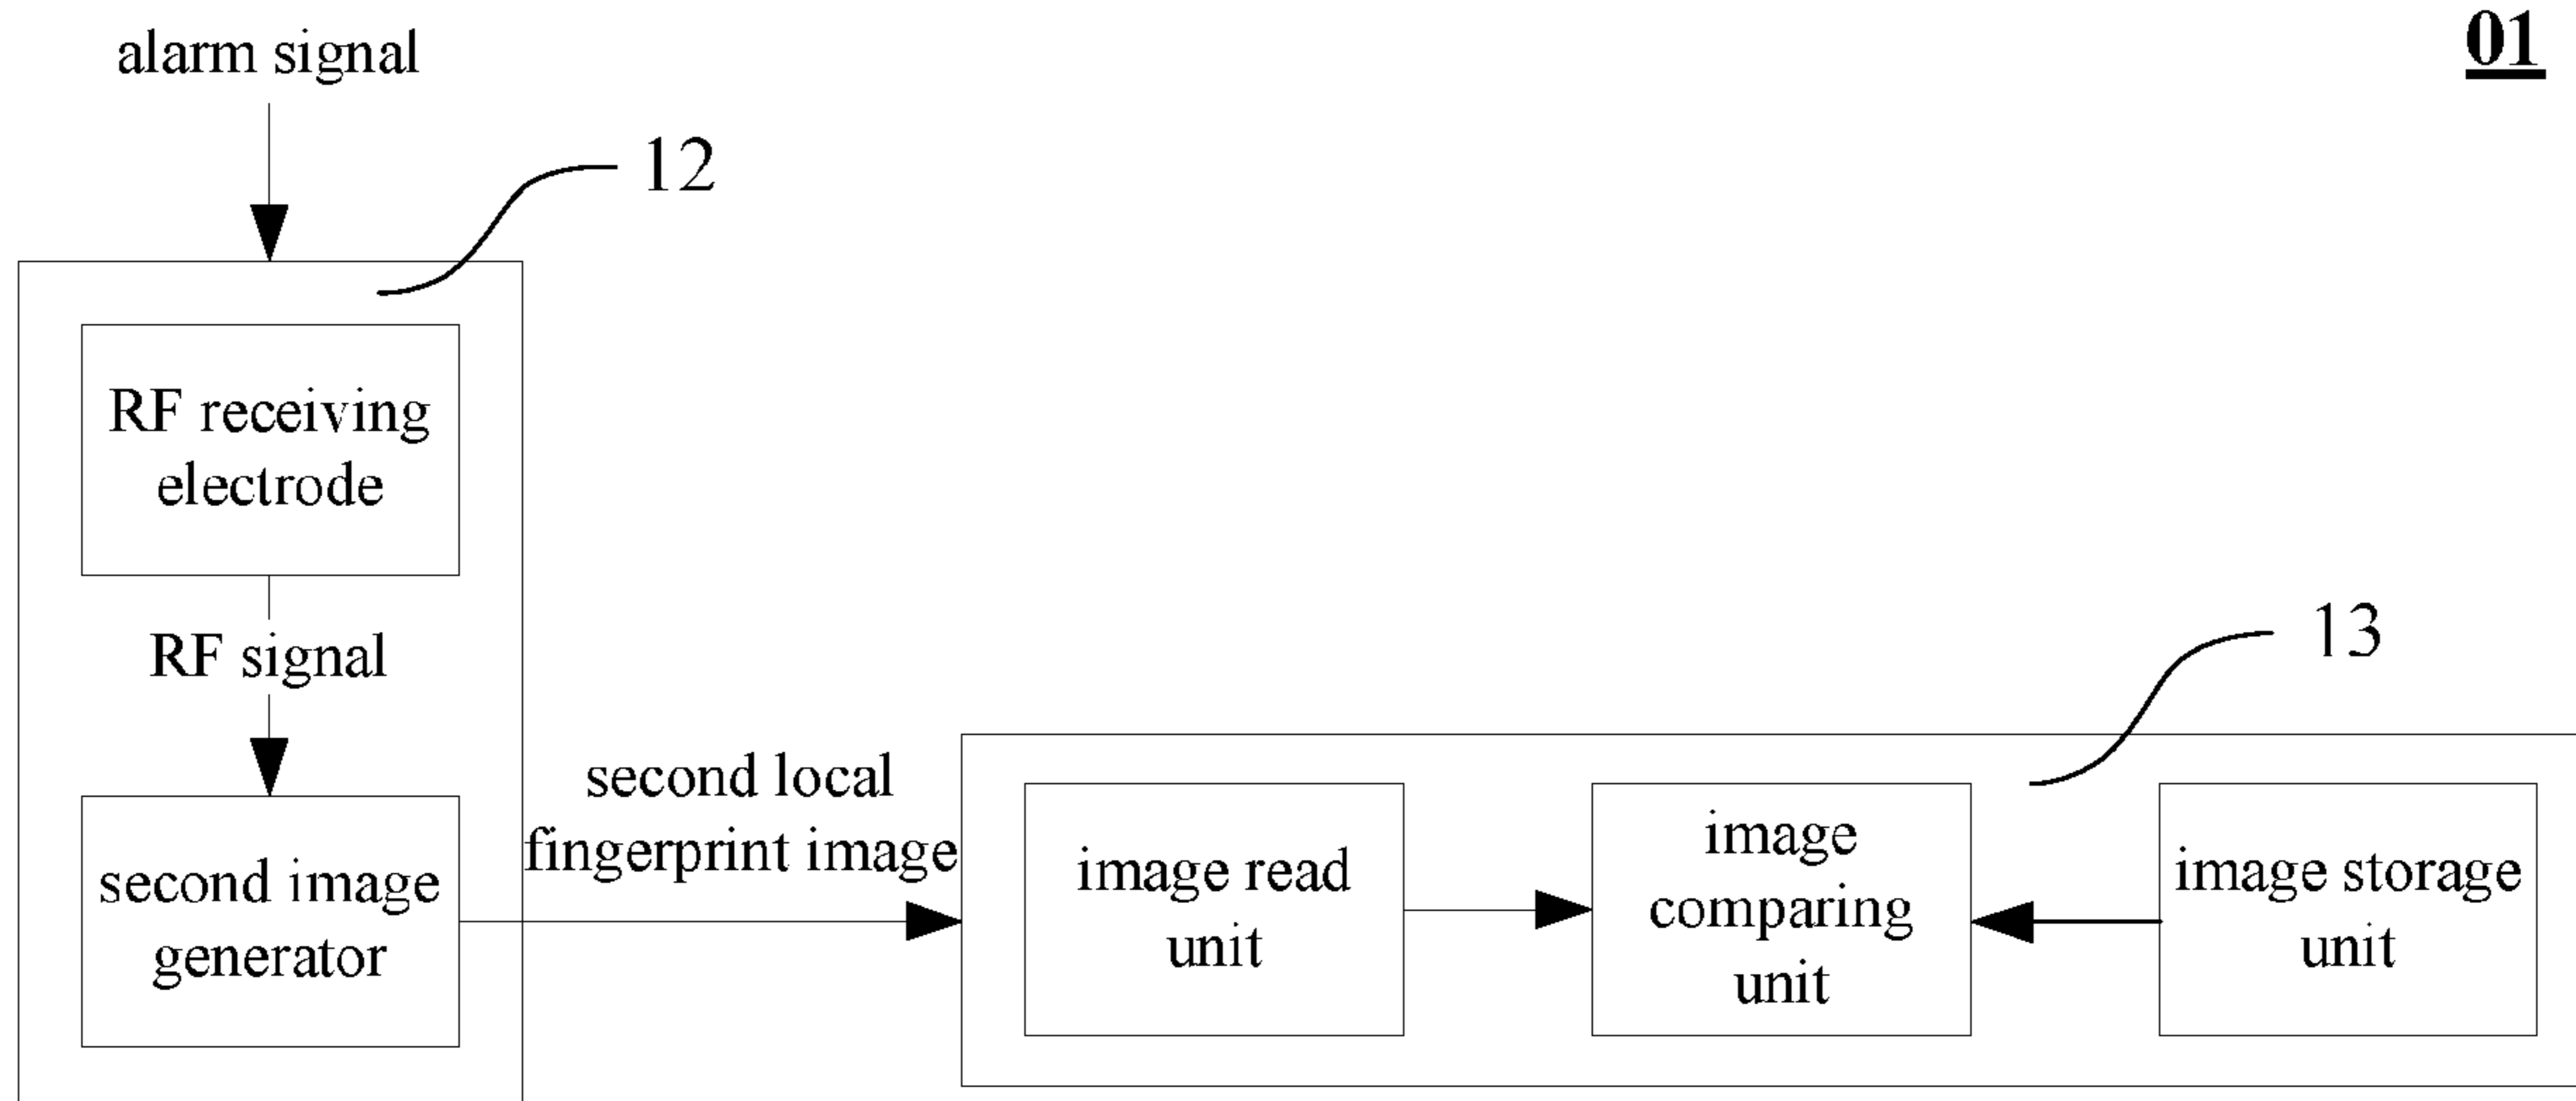 alarm signal
01
12
RF receiving
electrode
RF signal
second image
generator
second local
fingerprint image
13
image read
unit
image
comparing
unit
image storage
unit